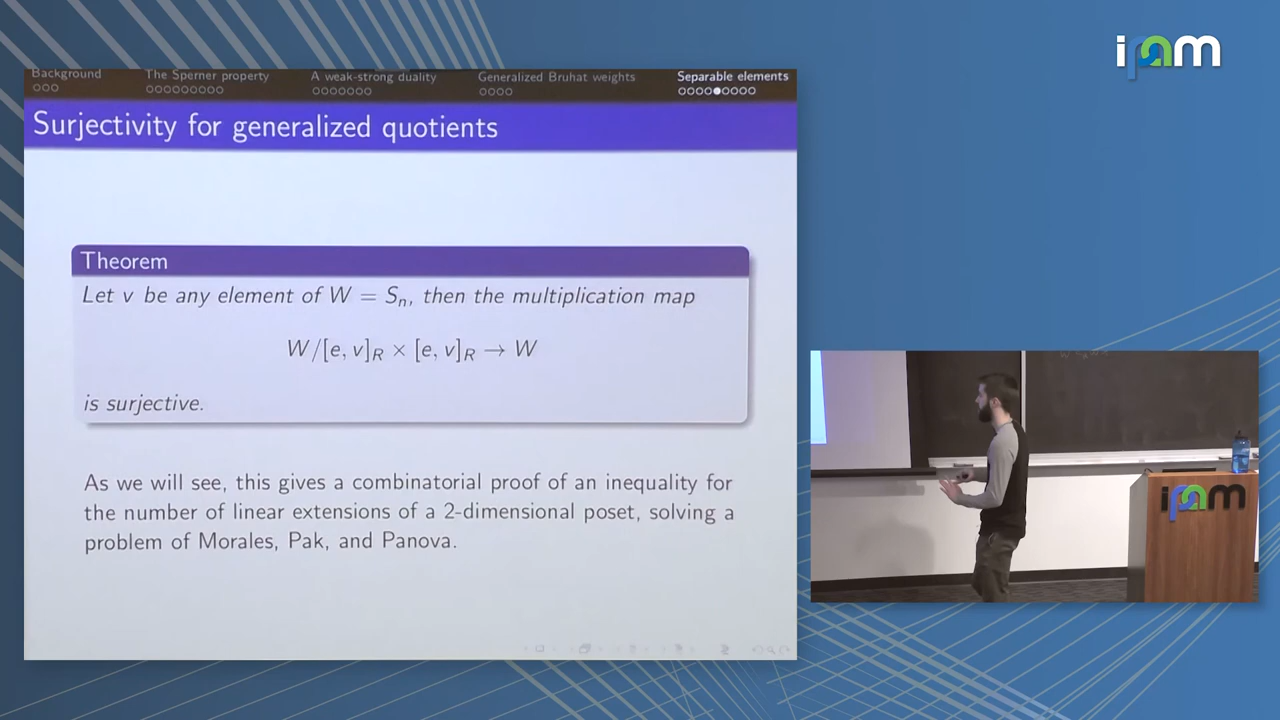 ipam
Background The Sperner property A weak-strong duality Generalized Bruhat weights Separable elements
Surjectivity for generalized quotients
Theorem
Let v be any element of W = Sₙ, then the multiplication map
W/[e, v]_R × [e, v]_R → W
is surjective.
As we will see, this gives a combinatorial proof of an inequality for
the number of linear extensions of a 2-dimensional poset, solving a
problem of Morales, Pak, and Panova.
ipam